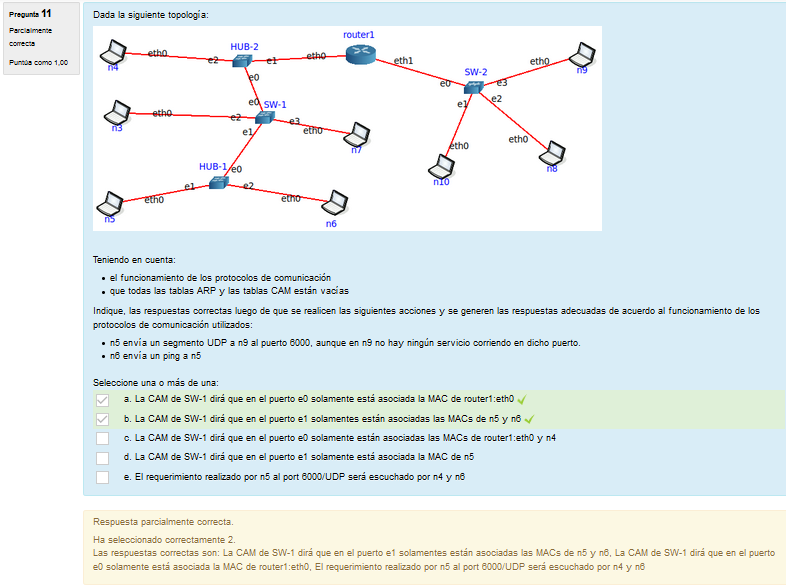 Pregunta 11
Parcialmente
correcta
Puntúa como 1,00
Dada la siguiente topología:
router1
HUB-2
n4
eth0
e2
e1
eth0
eth1
e0
SW-2
eth0
n9
e0
e3
e1
e2
e0
SW-1
n3
eth0
e2
e3
eth0
n7
e1
eth0
n10
eth0
n8
HUB-1
e0
e1
e2
n5
eth0
eth0
n6
Teniendo en cuenta:
• el funcionamiento de los protocolos de comunicación
• que todas las tablas ARP y las tablas CAM están vacías
Indique, las respuestas correctas luego de que se realicen las siguientes acciones y se generen las respuestas adecuadas de acuerdo al funcionamiento de los
protocolos de comunicación utilizados:
• n5 envía un segmento UDP a n9 al puerto 6000, aunque en n9 no hay ningún servicio corriendo en dicho puerto.
• n6 envía un ping a n5
Seleccione una o más de una:
a. La CAM de SW-1 dirá que en el puerto e0 solamente está asociada la MAC de router1:eth0
b. La CAM de SW-1 dirá que en el puerto e1 solamentes están asociadas las MACs de n5 y n6
c. La CAM de SW-1 dirá que en el puerto e0 solamente están asociadas las MACs de router1:eth0 y n4
d. La CAM de SW-1 dirá que en el puerto e1 solamente está asociada la MAC de n5
e. El requerimiento realizado por n5 al port 6000/UDP será escuchado por n4 y n6
Respuesta parcialmente correcta.
Ha seleccionado correctamente 2.
Las respuestas correctas son: La CAM de SW-1 dirá que en el puerto e1 solamentes están asociadas las MACs de n5 y n6, La CAM de SW-1 dirá que en el puerto
e0 solamente está asociada la MAC de router1:eth0, El requerimiento realizado por n5 al port 6000/UDP será escuchado por n4 y n6